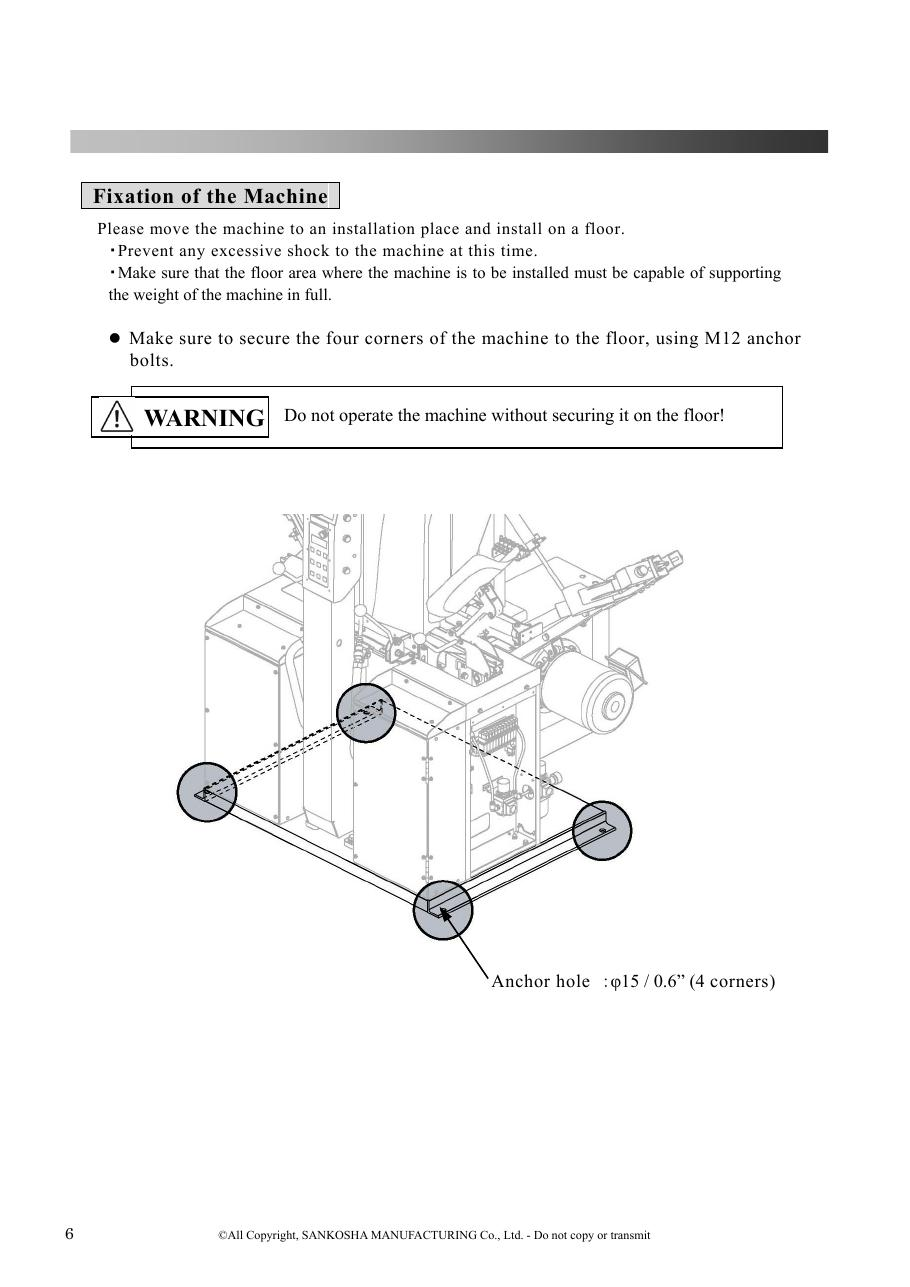 Fixation of the Machine
Please move the machine to an installation place and install on a floor.
・Prevent any excessive shock to the machine at this time.
・Make sure that the floor area where the machine is to be installed must be capable of supporting
the weight of the machine in full.
● Make sure to secure the four corners of the machine to the floor, using M12 anchor
bolts.
WARNING Do not operate the machine without securing it on the floor!
Anchor hole :φ15 / 0.6” (4 corners)
6 ©All Copyright, SANKOSHA MANUFACTURING Co., Ltd. - Do not copy or transmit